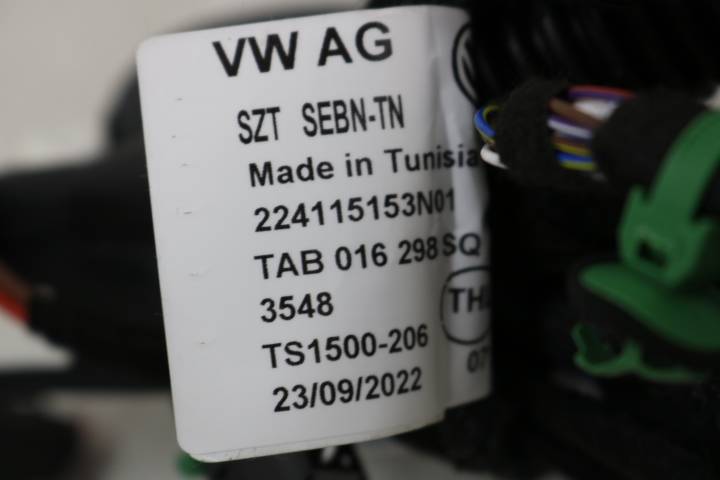 VW AG
SZT SEBN-TN
Made in Tunisia
224115153N01
TAB 016 298 SQ
3548
TS1500-206
23/09/2022